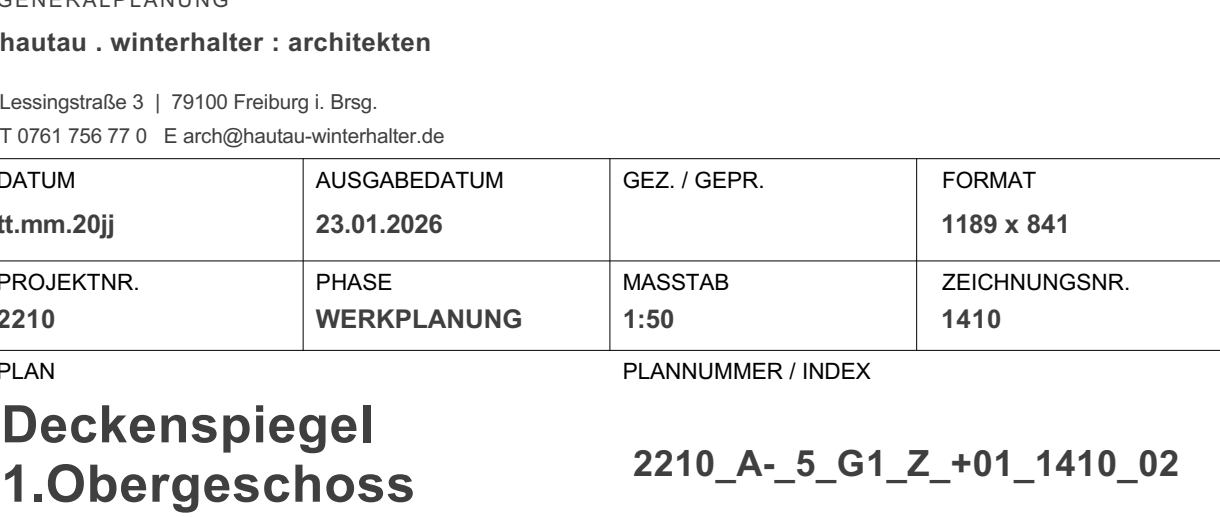 GENERALPLANUNG
hautau . winterhalter : architekten
Lessingstraße 3 | 79100 Freiburg i. Brsg.
T 0761 756 77 0 E arch@hautau-winterhalter.de
DATUM AUSGABEDATUM GEZ. / GEPR. FORMAT
tt.mm.20jj 23.01.2026 1189 x 841
PROJEKTNR. PHASE MASSTAB ZEICHNUNGSNR.
2210 WERKPLANUNG 1:50 1410
PLAN PLANNUMMER / INDEX
Deckenspiegel
1.Obergeschoss
2210_A-_5_G1_Z_+01_1410_02